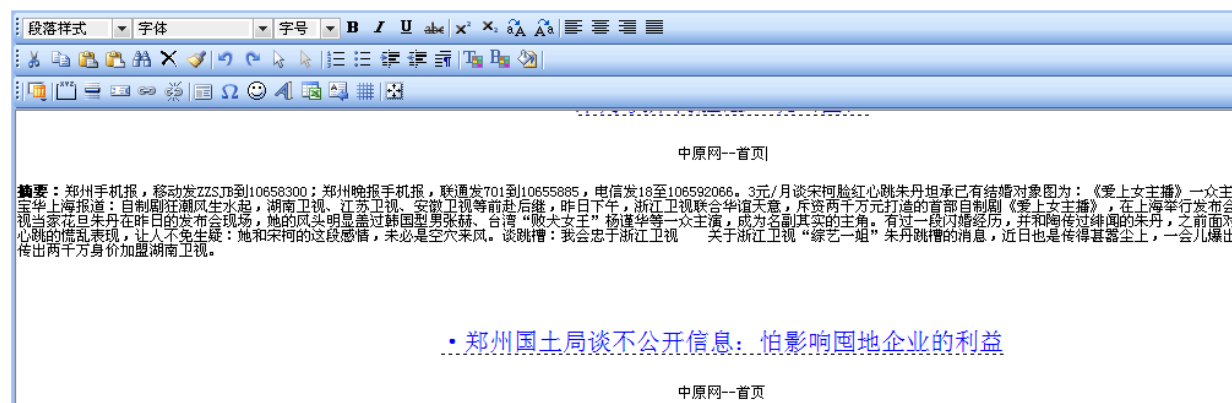 段落样式 字体 字号 B I U abc x² ×₂ aA Aa
中原网--首页
摘要：郑州手机报，移动发ZZSJB到10658300；郑州晚报手机报，联通发701到10655885，电信发18至106592066。3元/月谈宋柯脸红心跳朱丹坦承已有结婚对象图为：《爱上女主播》一众主
宝华上海报道：自制剧狂潮风生水起，湖南卫视、江苏卫视、安徽卫视等前赴后继，昨日下午，浙江卫视联合华谊天意，斥资两千万元打造的首部自制剧《爱上女主播》，在上海举行发布会
视当家花旦朱丹在昨日的发布会现场，她的风头明显盖过韩国型男张赫、台湾“败犬女王”杨谨华等一众主演，成为名副其实的主角。有过一段闪婚经历，并和陶传过绯闻的朱丹，之前面对
心跳的慌乱表现，让人不免生疑：她和宋柯的这段感情，未必是空穴来风。谈跳槽：我会忠于浙江卫视　　关于浙江卫视“综艺一姐”朱丹跳槽的消息，近日也是传得甚嚣尘上，一会儿爆出
传出两千万身价加盟湖南卫视。
·郑州国土局谈不公开信息：怕影响囤地企业的利益
中原网--首页